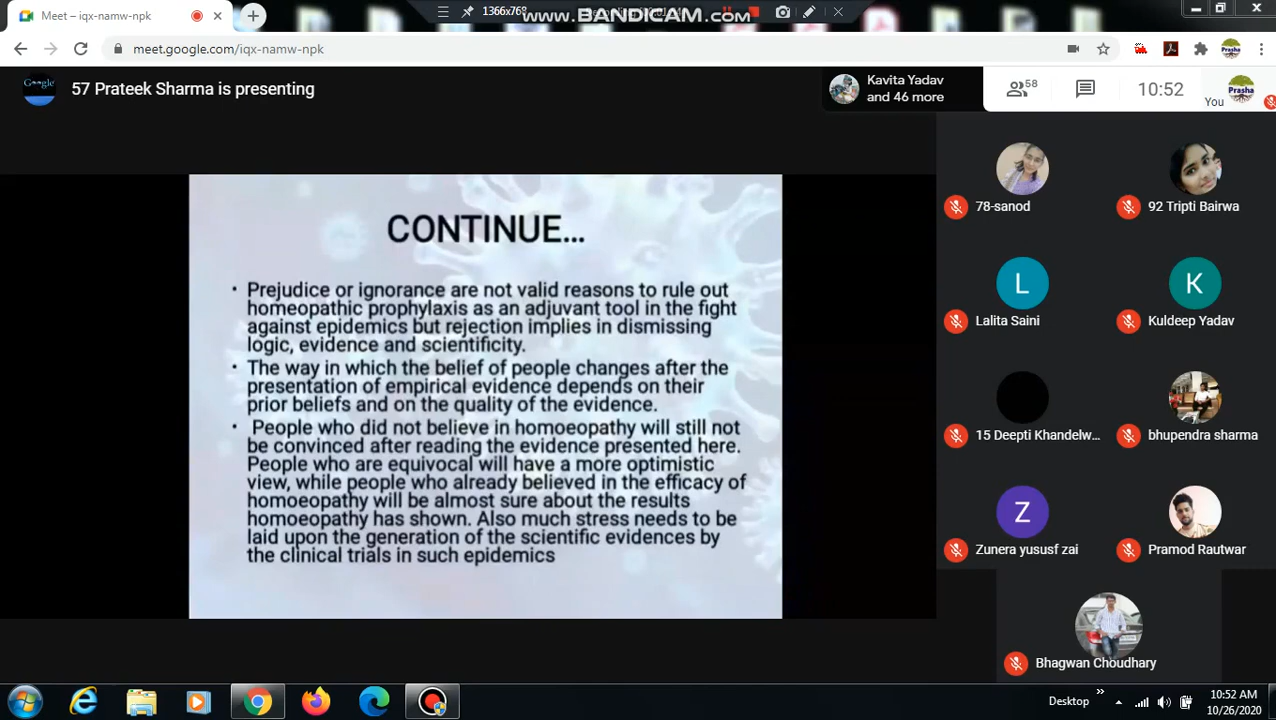 Meet – iqx-namw-npk
1366x768
www.BANDICAM.com
meet.google.com/iqx-namw-npk
Google
57 Prateek Sharma is presenting
Kavita Yadav
and 46 more
58
10:52
You
Prasha
CONTINUE...
• Prejudice or ignorance are not valid reasons to rule out
homeopathic prophylaxis as an adjuvant tool in the fight
against epidemics but rejection implies in dismissing
logic, evidence and scientificity.
• The way in which the belief of people changes after the
presentation of empirical evidence depends on their
prior beliefs and on the quality of the evidence.
• People who did not believe in homoeopathy will still not
be convinced after reading the evidence presented here.
People who are equivocal will have a more optimistic
view, while people who already believed in the efficacy of
homoeopathy will be almost sure about the results
homoeopathy has shown. Also much stress needs to be
laid upon the generation of the scientific evidences by
the clinical trials in such epidemics
78-sanod
92 Tripti Bairwa
L
K
Lalita Saini
Kuldeep Yadav
15 Deepti Khandelw...
bhupendra sharma
Z
Zunera yususf zai
Pramod Rautwar
Bhagwan Choudhary
Desktop
10:52 AM
10/26/2020